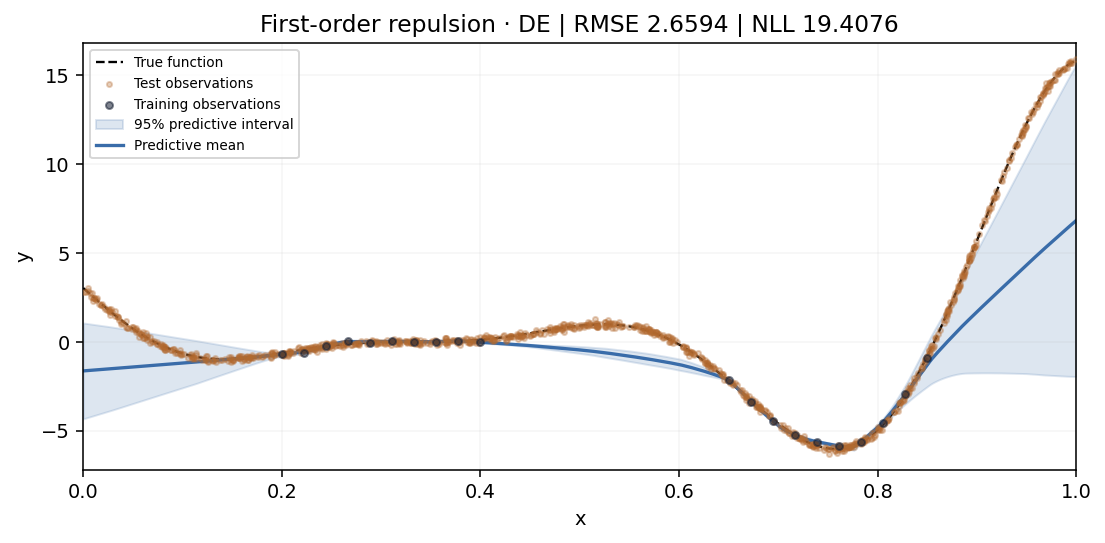 First-order repulsion · DE | RMSE 2.6594 | NLL 19.4076
True function
Test observations
Training observations
95% predictive interval
Predictive mean
y
15
10
5
0
−5
0.0 0.2 0.4 0.6 0.8 1.0
x